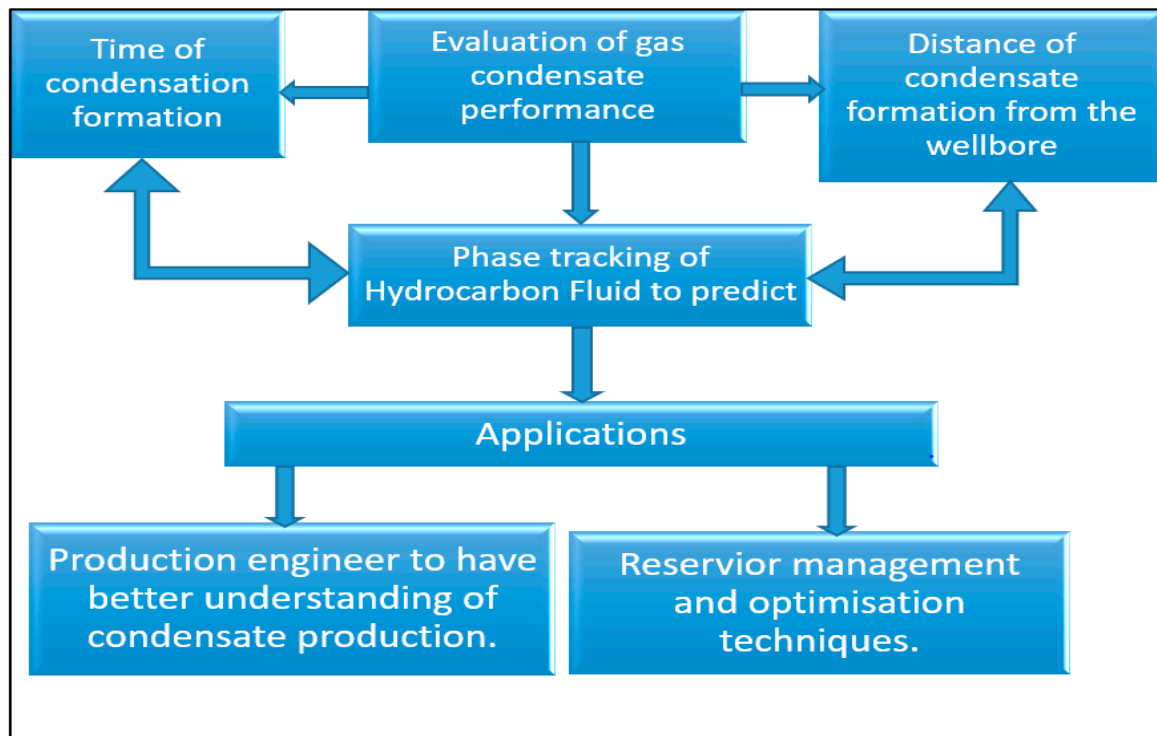 Time of
condensation
formation
Evaluation of gas
condensate
performance
Distance of
condensate
formation from the
wellbore
Phase tracking of
Hydrocarbon Fluid to predict
Applications
Production engineer to have
better understanding of
condensate production.
Reservior management
and optimisation
techniques.